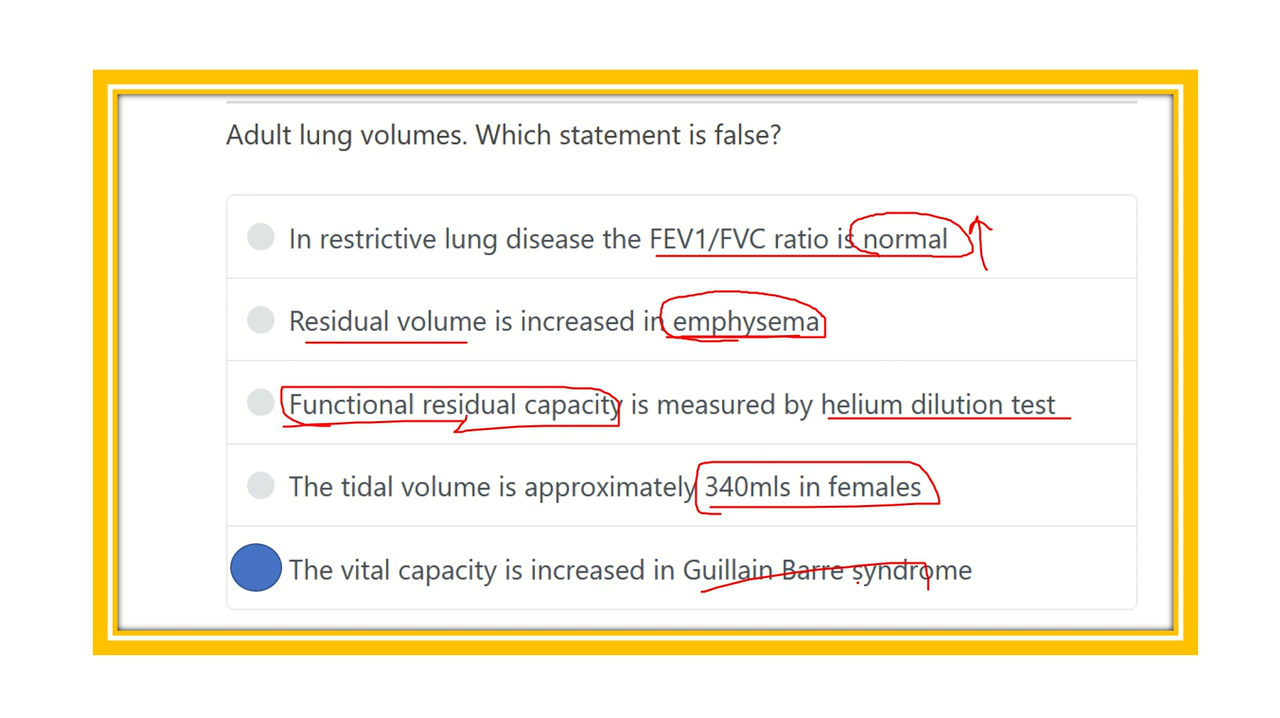 Adult lung volumes. Which statement is false?
In restrictive lung disease the FEV1/FVC ratio is normal
Residual volume is increased in emphysema
Functional residual capacity is measured by helium dilution test
The tidal volume is approximately 340mls in females
The vital capacity is increased in Guillain Barre syndrome